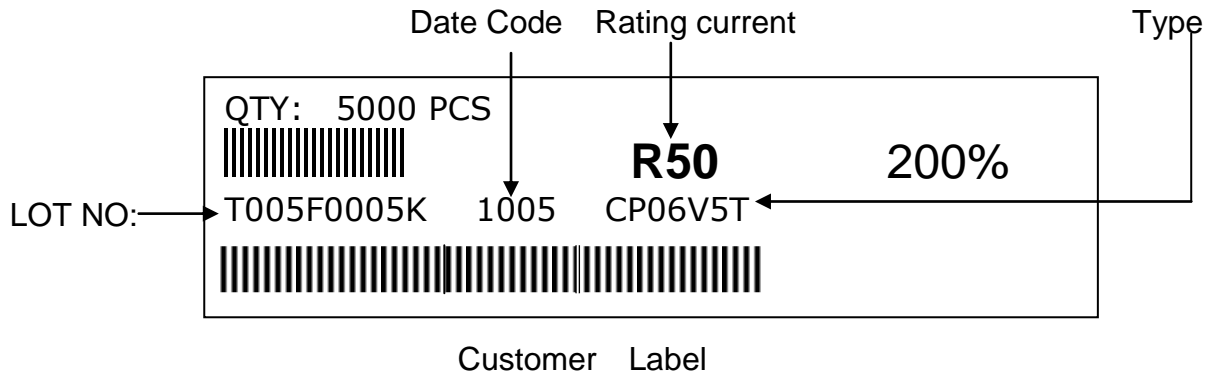 Date Code Rating current Type
QTY: 5000 PCS
R50 200%
LOT NO: T005F0005K 1005 CP06V5T
Customer Label